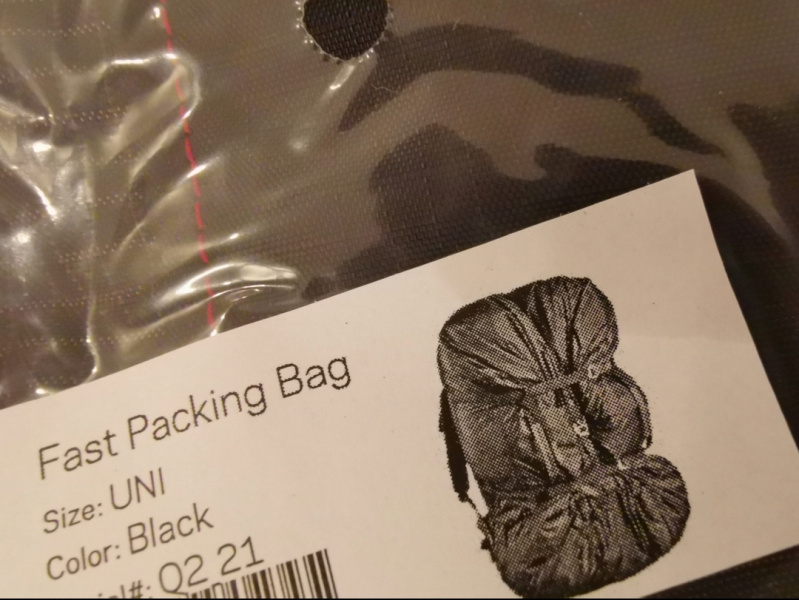 Fast Packing Bag
Size: UNI
Color: Black
Q2 21